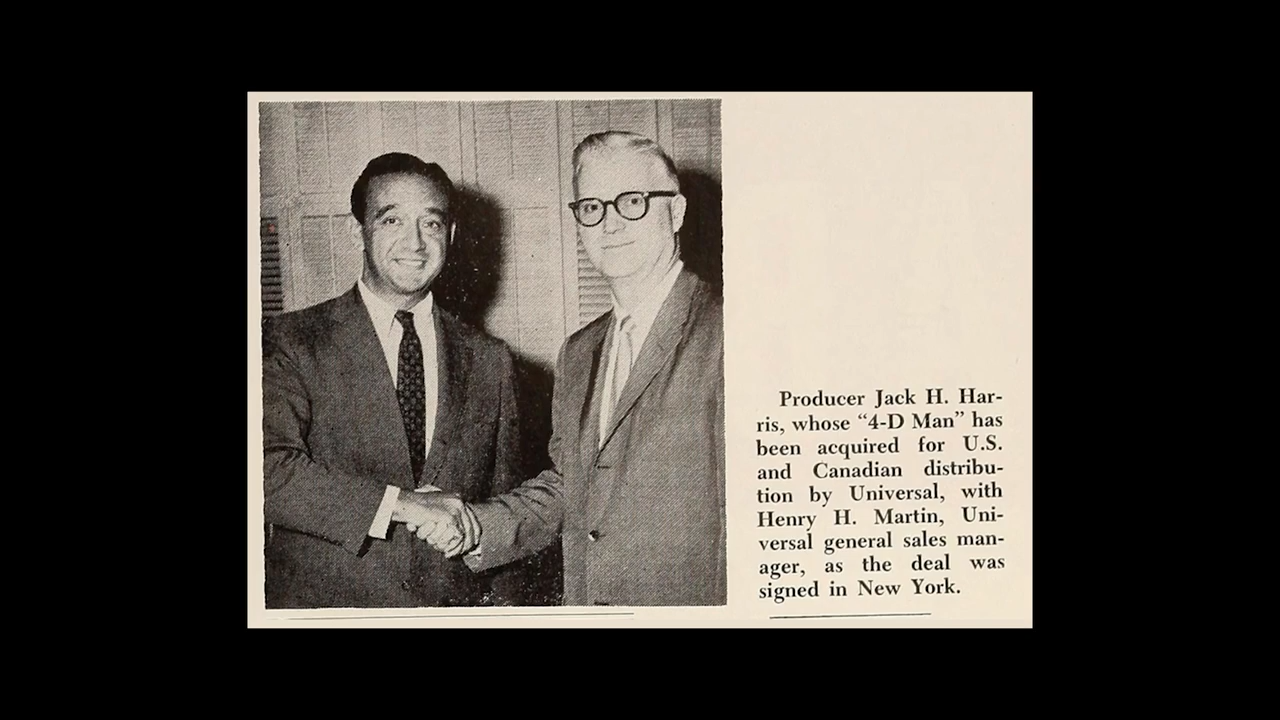 Producer Jack H. Har-
ris, whose “4-D Man” has
been acquired for U.S.
and Canadian distribu-
tion by Universal, with
Henry H. Martin, Uni-
versal general sales man-
ager, as the deal was
signed in New York.